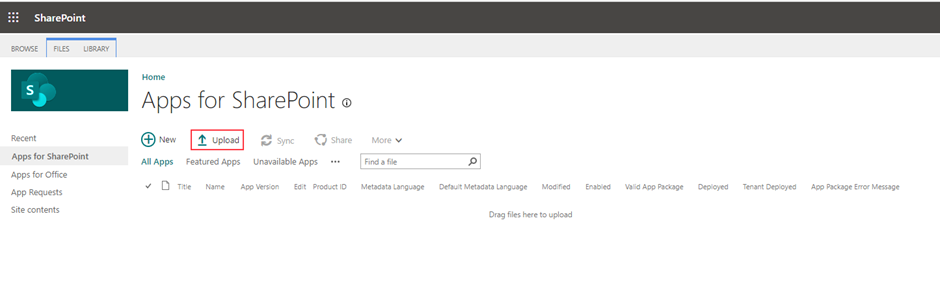 SharePoint
BROWSE FILES LIBRARY
S
Home
Apps for SharePoint
New Upload Sync Share More
All Apps Featured Apps Unavailable Apps ••• Find a file
Title Name App Version Edit Product ID Metadata Language Default Metadata Language Modified Enabled Valid App Package Deployed Tenant Deployed App Package Error Message
Drag files here to upload
Recent
Apps for SharePoint
Apps for Office
App Requests
Site contents